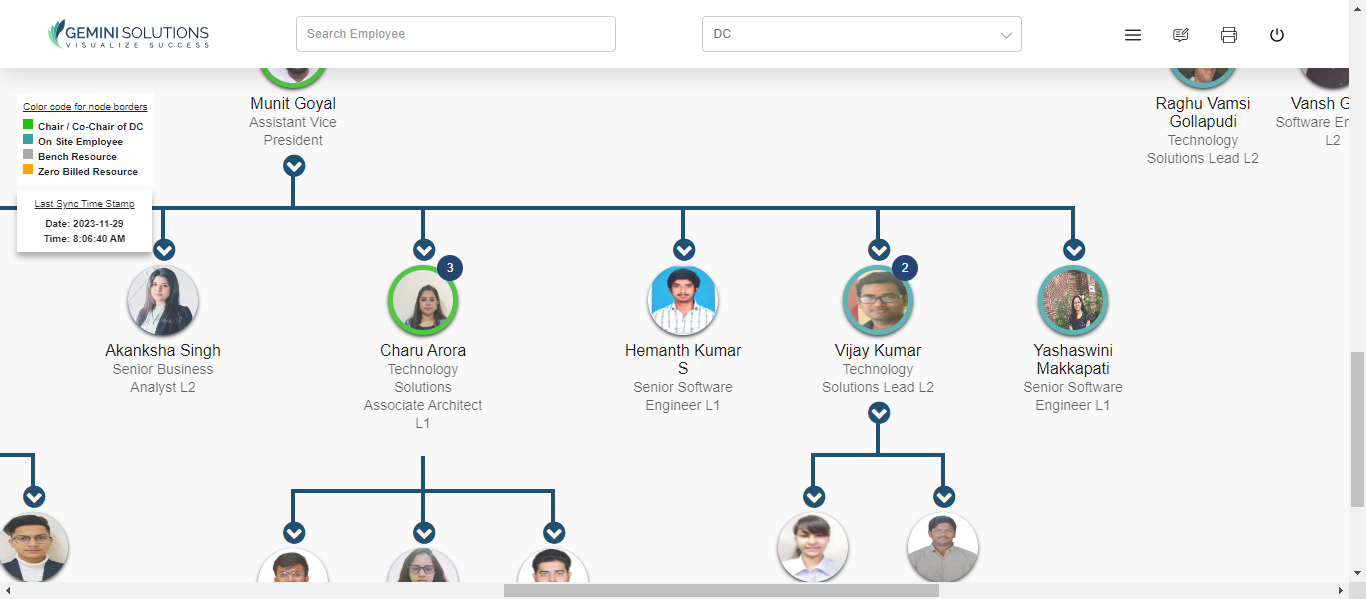 GEMINI SOLUTIONS
VISUALIZE SUCCESS
Search Employee
DC
Color code for node borders
Chair / Co-Chair of DC
On Site Employee
Bench Resource
Zero Billed Resource
Last Sync Time Stamp
Date: 2023-11-29
Time: 8:06:40 AM
Munit Goyal
Assistant Vice
President
Raghu Vamsi
Gollapudi
Technology
Solutions Lead L2
Vansh G
Software En
L2
3
2
Akanksha Singh
Senior Business
Analyst L2
Charu Arora
Technology
Solutions
Associate Architect
L1
Hemanth Kumar
S
Senior Software
Engineer L1
Vijay Kumar
Technology
Solutions Lead L2
Yashaswini
Makkapati
Senior Software
Engineer L1